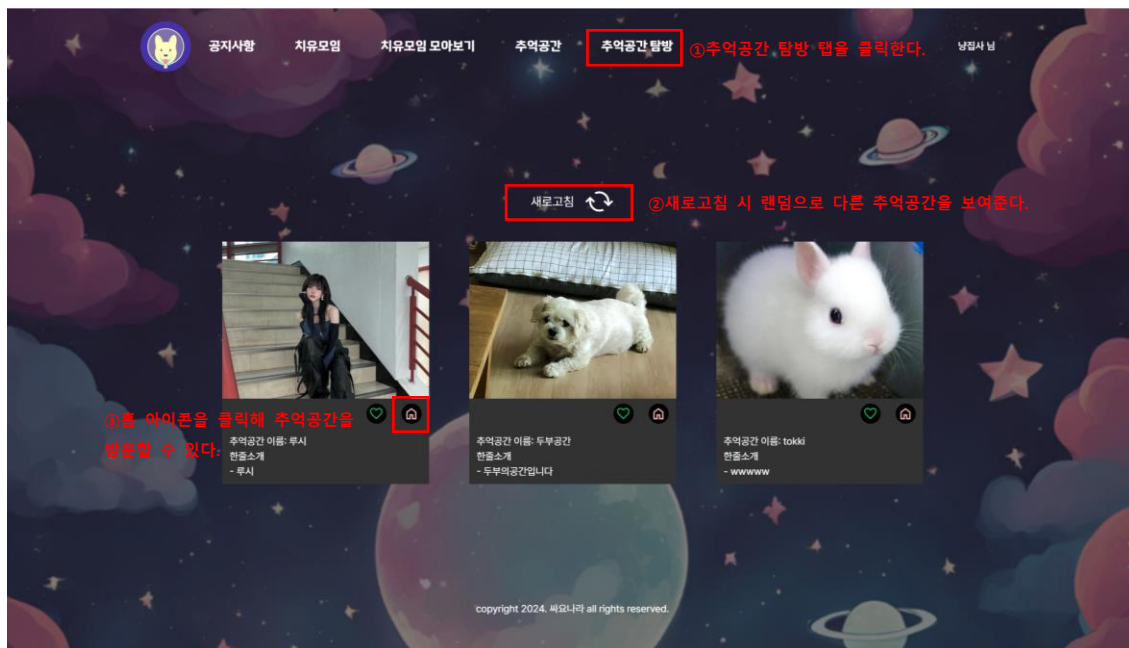 공지사항 치유모임 치유모임 모아보기 추억공간 추억공간 탐방 ①추억공간 탐방 탭을 클릭한다. 냥집사 님
새로고침 ②새로고침 시 랜덤으로 다른 추억공간을 보여준다.
③홈 아이콘을 클릭해 추억공간을
방문할 수 있다.
추억공간 이름: 루시
한줄소개
- 루시
추억공간 이름: 두부공간
한줄소개
- 두부의공간입니다
추억공간 이름: tokki
한줄소개
- wwwww
copyright 2024. 싸요나라 all rights reserved.